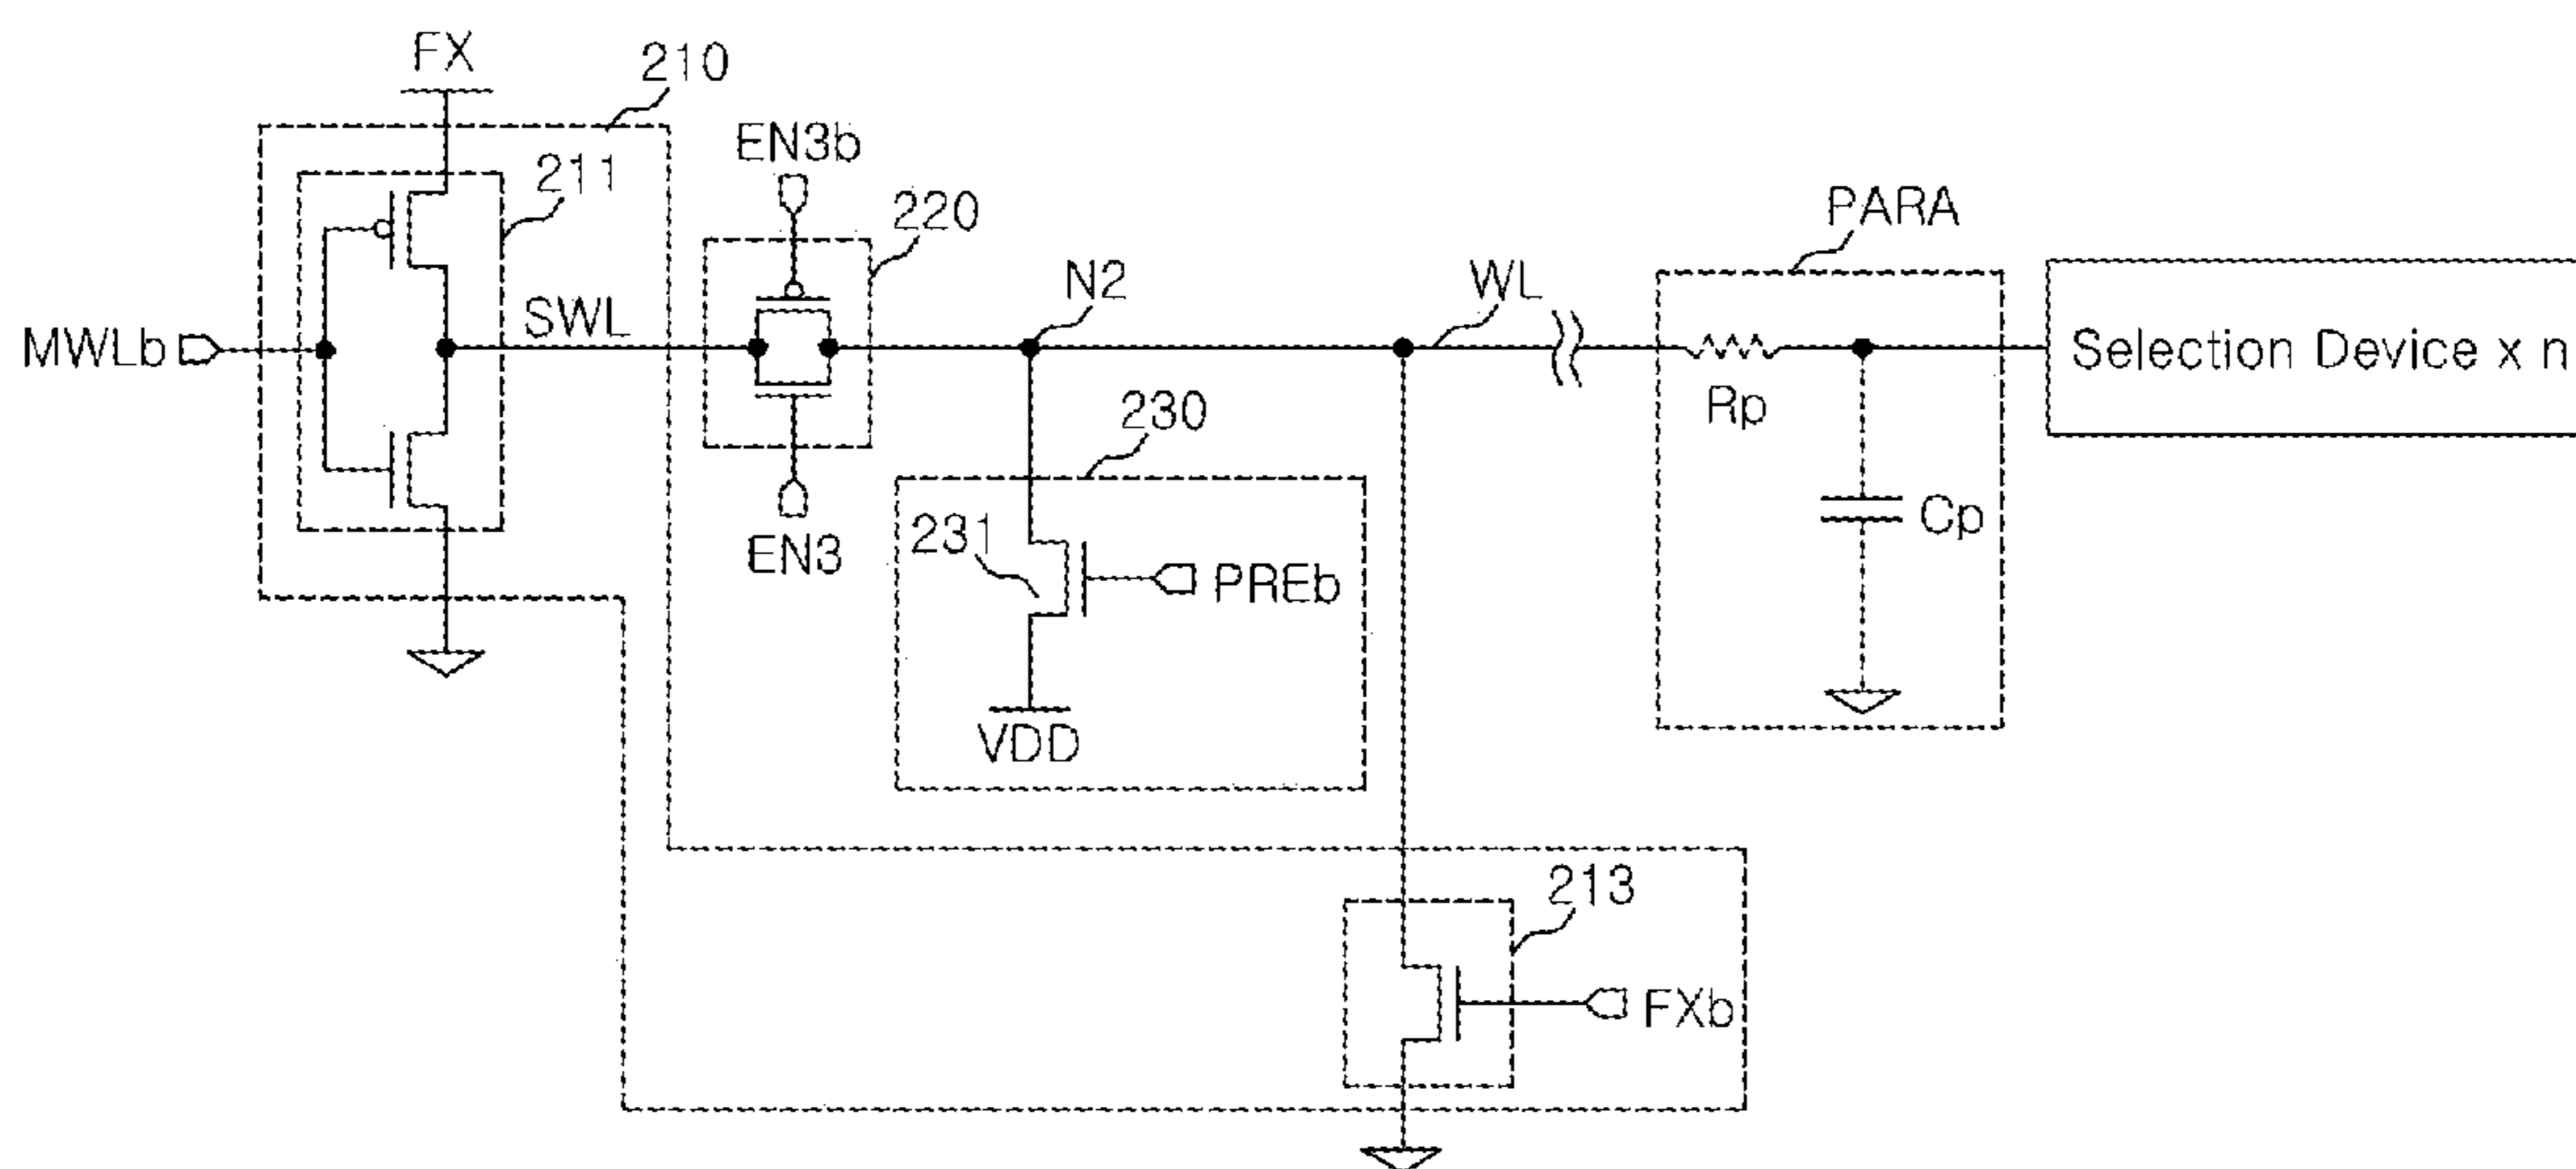 FX
210
211
EN3b
220
PARA
N2
WL
SWL
MWLb
Selection Device x n
Rp
230
EN3
231
PREb
Cp
VDD
213
FXb